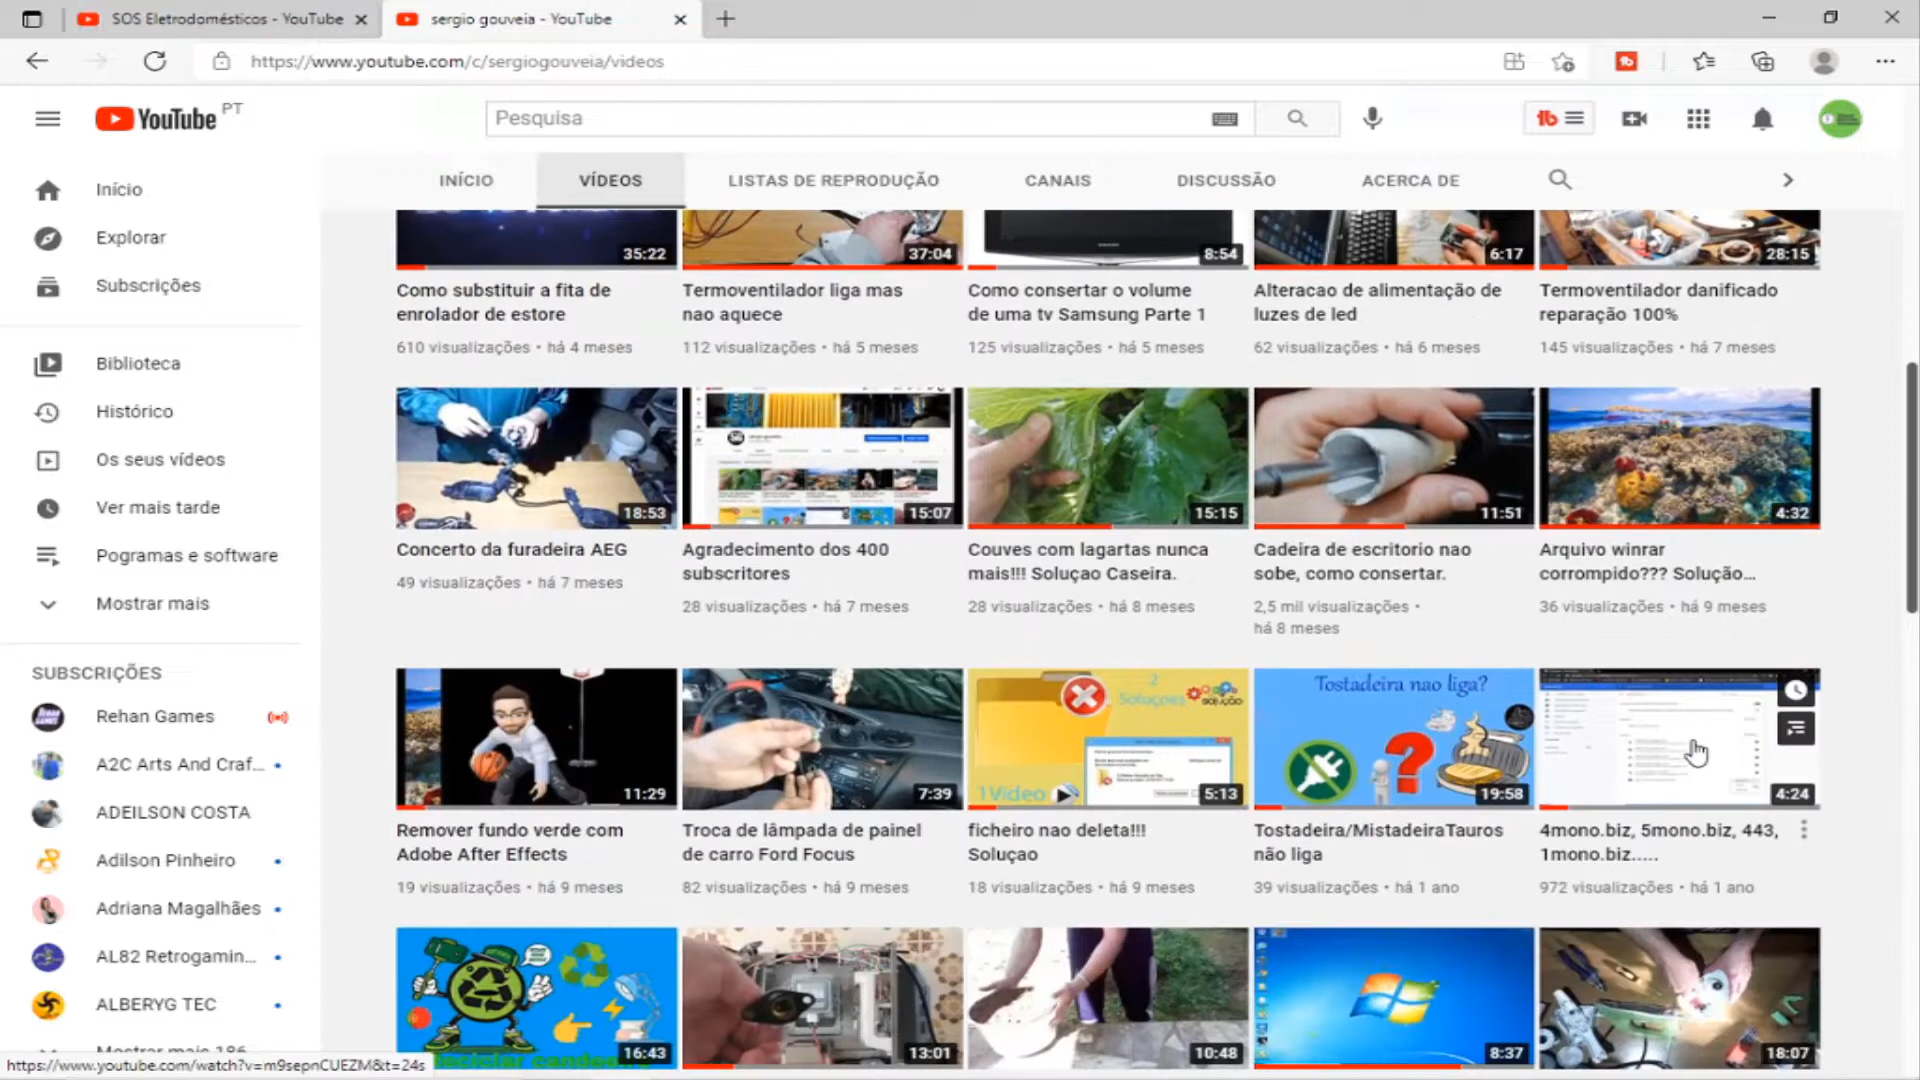 SOS Eletrodomésticos - YouTube
sergio gouveia - YouTube
https://www.youtube.com/c/sergiogouveia/videos
YouTube PT
Pesquisa
Início
Explorar
Subscrições
Biblioteca
Histórico
Os seus vídeos
Ver mais tarde
Pogramas e software
Mostrar mais
SUBSCRIÇÕES
Rehan Games
A2C Arts And Craf...
ADEILSON COSTA
Adilson Pinheiro
Adriana Magalhães
AL82 Retrogamin...
ALBERYG TEC
Mostrar mais 186
INÍCIO
VÍDEOS
LISTAS DE REPRODUÇÃO
CANAIS
DISCUSSÃO
ACERCA DE
35:22
37:04
8:54
6:17
28:15
Como substituir a fita de
enrolador de estore
610 visualizações • há 4 meses
Termoventilador liga mas
nao aquece
112 visualizações • há 5 meses
Como consertar o volume
de uma tv Samsung Parte 1
125 visualizações • há 5 meses
Alteracao de alimentação de
luzes de led
62 visualizações • há 6 meses
Termoventilador danificado
reparação 100%
145 visualizações • há 7 meses
18:53
15:07
15:15
11:51
4:32
Concerto da furadeira AEG
49 visualizações • há 7 meses
Agradecimento dos 400
subscritores
28 visualizações • há 7 meses
Couves com lagartas nunca
mais!!! Soluçao Caseira.
28 visualizações • há 8 meses
Cadeira de escritorio nao
sobe, como consertar.
2,5 mil visualizações •
há 8 meses
Arquivo winrar
corrompido??? Solução...
36 visualizações • há 9 meses
11:29
7:39
2
Soluçoes
1Video
5:13
Tostadeira nao liga?
19:58
4:24
Remover fundo verde com
Adobe After Effects
19 visualizações • há 9 meses
Troca de lâmpada de painel
de carro Ford Focus
82 visualizações • há 9 meses
ficheiro nao deleta!!!
Soluçao
18 visualizações • há 9 meses
Tostadeira/MistadeiraTauros
não liga
39 visualizações • há 1 ano
4mono.biz, 5mono.biz, 443,
1mono.biz.....
972 visualizações • há 1 ano
16:43
13:01
10:48
8:37
18:07
https://www.youtube.com/watch?v=m9sepnCUEZM&t=24s